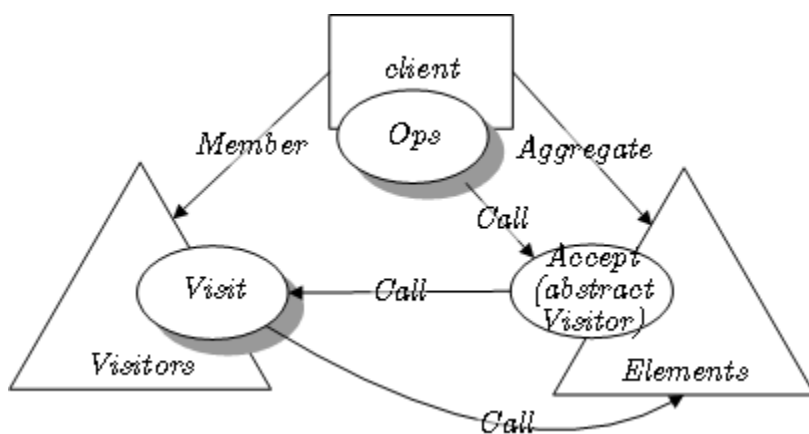 client
Ops
Member
Aggregate
Call
Visit
Call
Accept
(abstract
Visitor)
Visitors
Elements
Call